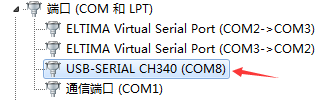 端口 (COM 和 LPT)
ELTIMA Virtual Serial Port (COM2->COM3)
ELTIMA Virtual Serial Port (COM3->COM2)
USB-SERIAL CH340 (COM8)
通信端口 (COM1)